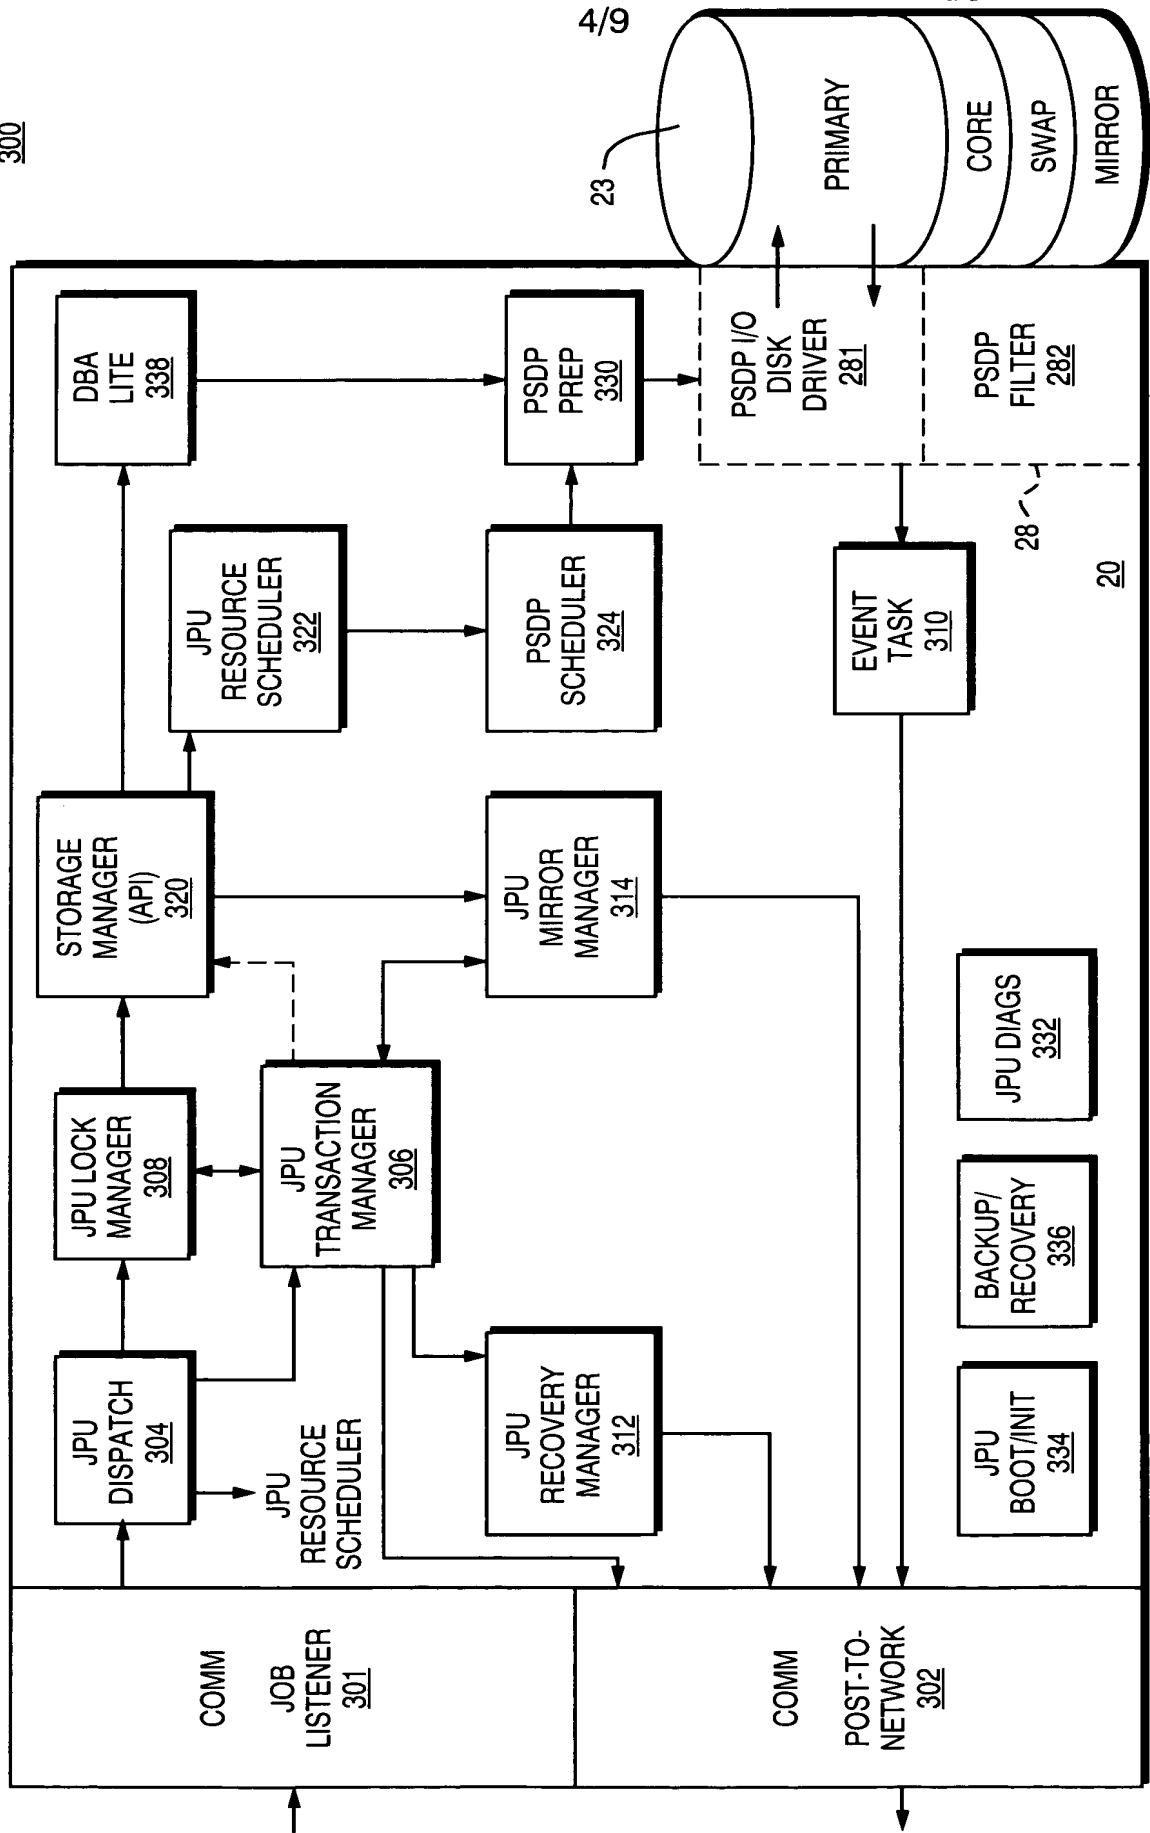 4/9
300
COMM
JOB
LISTENER
301
COMM
POST-TO-
NETWORK
302
JPU
DISPATCH
304
JPU
RESOURCE
SCHEDULER
JPU LOCK
MANAGER
308
JPU
TRANSACTION
MANAGER
306
JPU
RECOVERY
MANAGER
312
STORAGE
MANAGER
(API)
320
JPU
MIRROR
MANAGER
314
JPU
RESOURCE
SCHEDULER
322
PSDP
SCHEDULER
324
DBA
LITE
338
PSDP
PREP
330
PSDP I/O
DISK
DRIVER
281
PSDP
FILTER
282
28
20
EVENT
TASK
310
JPU
BOOT/INIT
334
BACKUP/
RECOVERY
336
JPU DIAGS
332
23
PRIMARY
CORE
SWAP
MIRROR